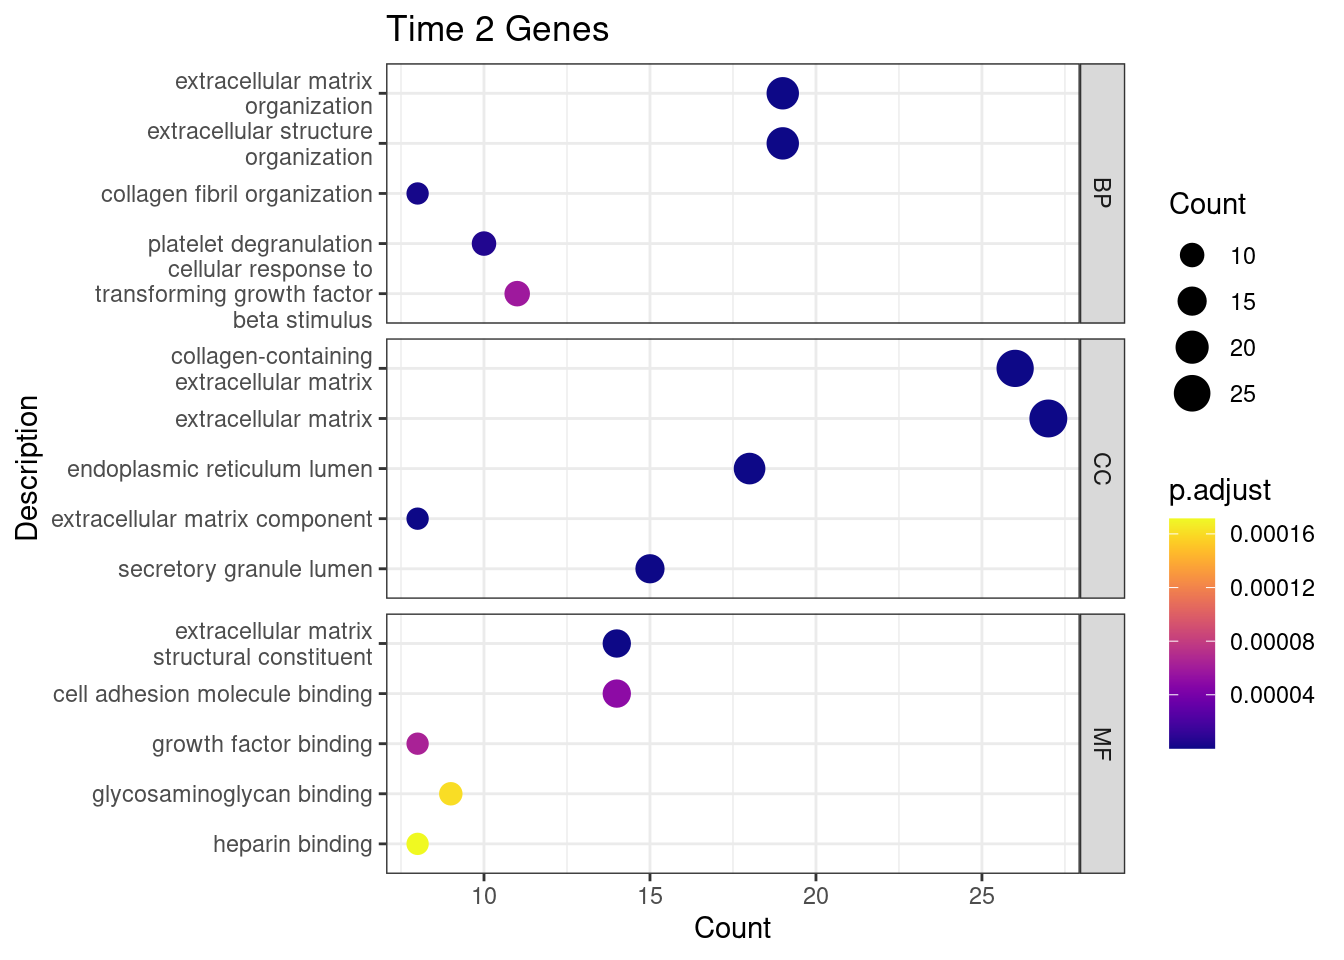 Time 2 Genes
extracellular matrix
organization
extracellular structure
organization
collagen fibril organization
platelet degranulation
cellular response to
transforming growth factor
beta stimulus
BP
collagen-containing
extracellular matrix
extracellular matrix
endoplasmic reticulum lumen
extracellular matrix component
secretory granule lumen
CC
extracellular matrix
structural constituent
cell adhesion molecule binding
growth factor binding
glycosaminoglycan binding
heparin binding
MF
10 15 20 25
Count
Description
Count
10
15
20
25
p.adjust
0.00016
0.00012
0.00008
0.00004